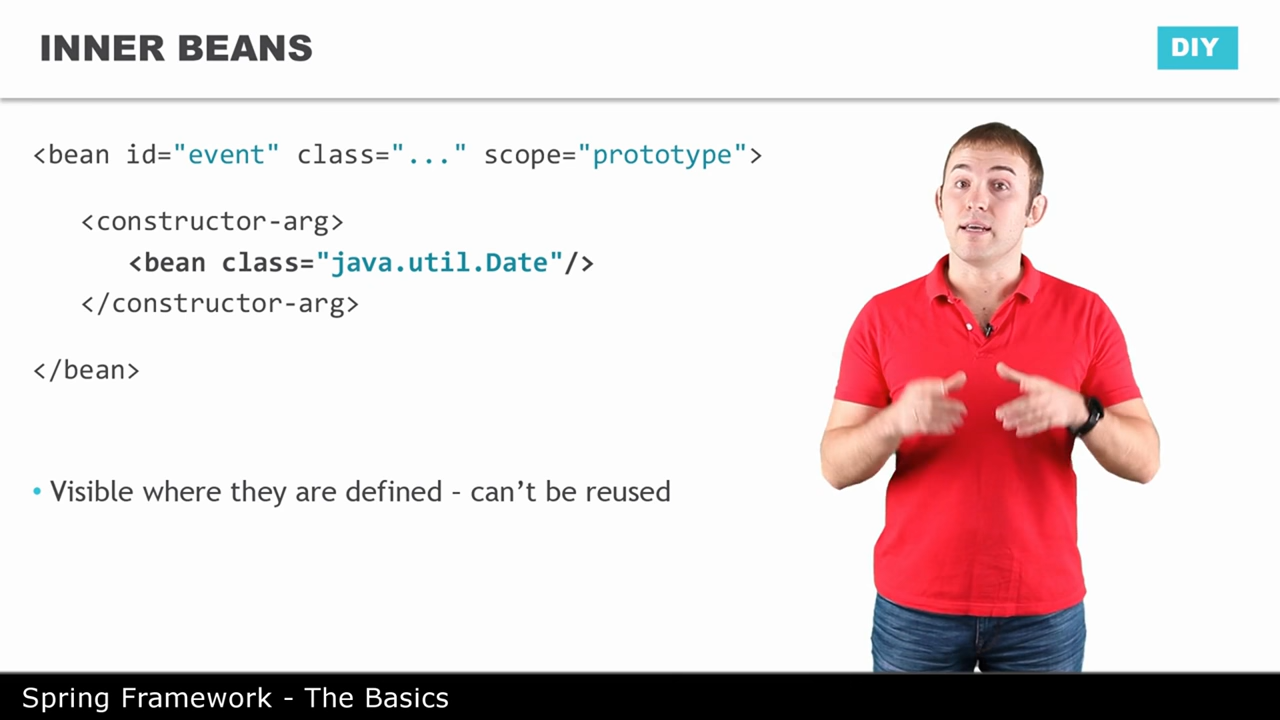 INNER BEANS
DIY
<bean id="event" class="..." scope="prototype">
<constructor-arg>
<bean class="java.util.Date"/>
</constructor-arg>
</bean>
• Visible where they are defined - can’t be reused
Spring Framework - The Basics